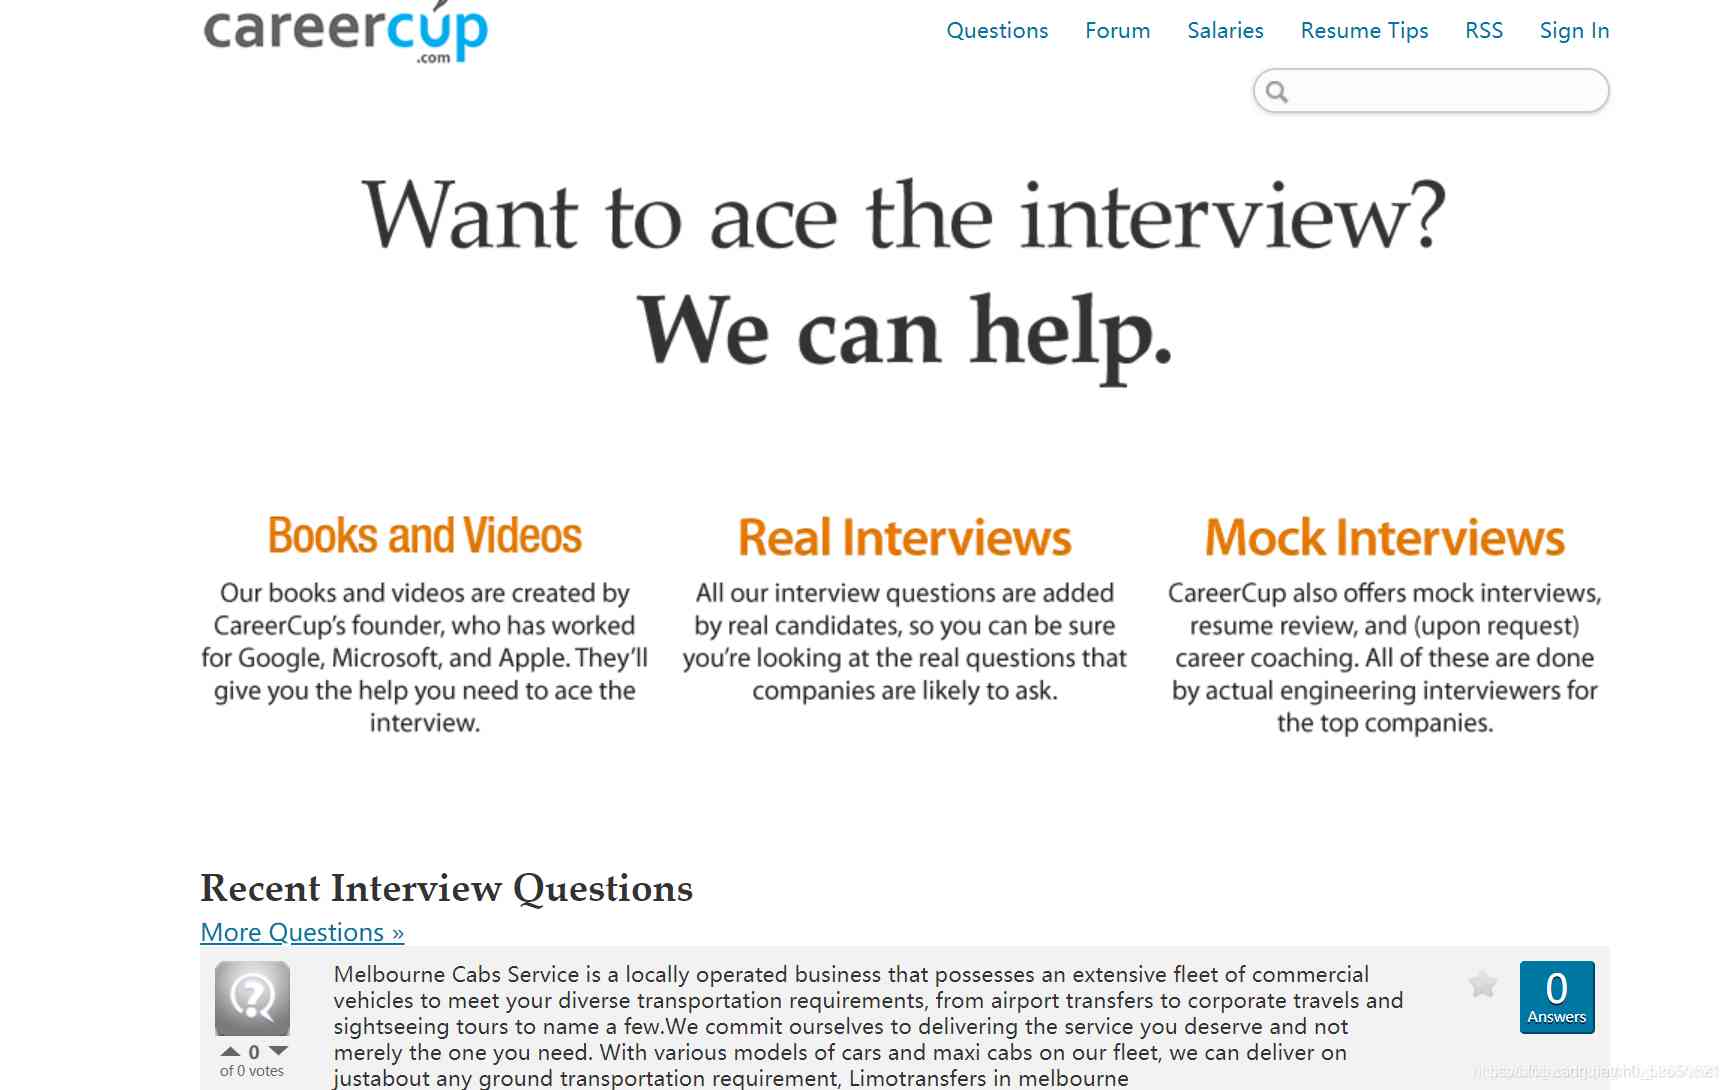 careercup
.com
Questions Forum Salaries Resume Tips RSS Sign In
Want to ace the interview?
We can help.
Books and Videos
Our books and videos are created by
CareerCup's founder, who has worked
for Google, Microsoft, and Apple. They'll
give you the help you need to ace the
interview.
Real Interviews
All our interview questions are added
by real candidates, so you can be sure
you're looking at the real questions that
companies are likely to ask.
Mock Interviews
CareerCup also offers mock interviews,
resume review, and (upon request)
career coaching. All of these are done
by actual engineering interviewers for
the top companies.
Recent Interview Questions
More Questions »
0
of 0 votes
Melbourne Cabs Service is a locally operated business that possesses an extensive fleet of commercial
vehicles to meet your diverse transportation requirements, from airport transfers to corporate travels and
sightseeing tours to name a few.We commit ourselves to delivering the service you deserve and not
merely the one you need. With various models of cars and maxi cabs on our fleet, we can deliver on
justabout any ground transportation requirement, Limotransfers in melbourne
0
Answers